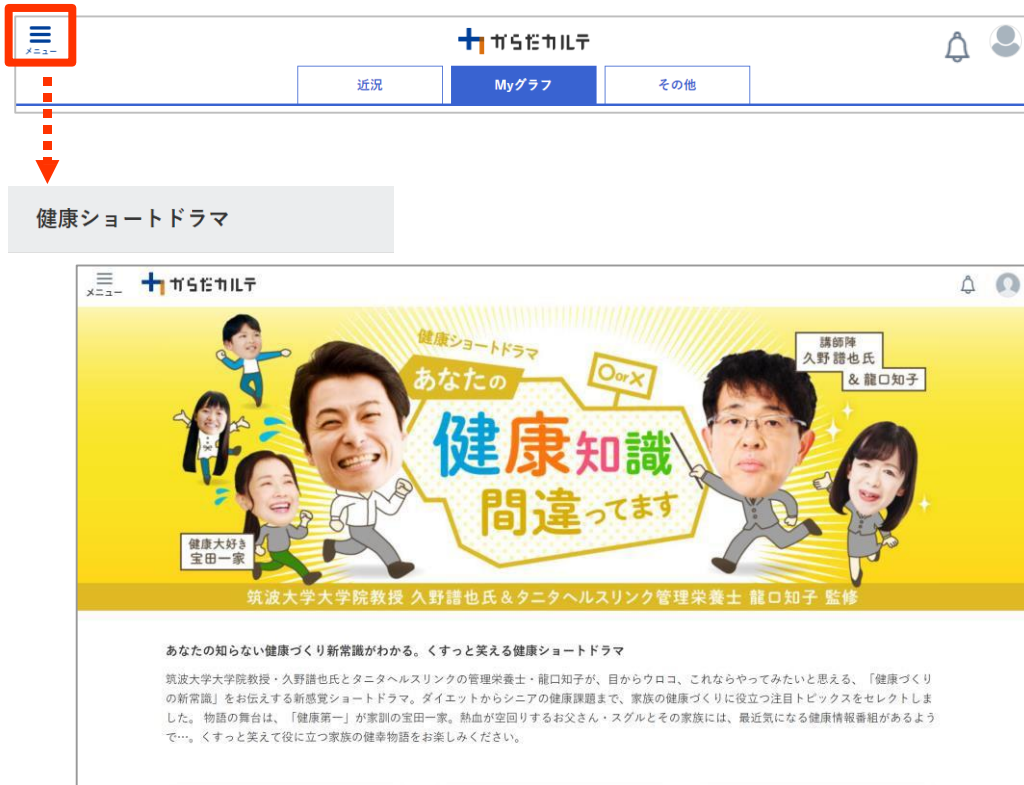 メニュー
からだカルテ
近況
Myグラフ
その他
健康ショートドラマ
メニュー
からだカルテ
健康ショートドラマ
あなたの
OorX
健康知識
間違ってます
講師陣
久野譜也氏
& 龍口知子
健康大好き
宝田一家
筑波大学大学院教授 久野譜也氏&タニタヘルスリンク管理栄養士 龍口知子 監修
あなたの知らない健康づくり新常識がわかる。くすっと笑える健康ショートドラマ
筑波大学大学院教授・久野譜也氏とタニタヘルスリンクの管理栄養士・龍口知子が、目からウロコ、これならやってみたいと思える、「健康づくり
の新常識」をお伝えする新感覚ショートドラマ。ダイエットからシニアの健康課題まで、家族の健康づくりに役立つ注目トピックスをセレクトしま
した。 物語の舞台は、「健康第一」が家訓の宝田一家。熱血が空回りするお父さん・スグルとその家族には、最近気になる健康情報番組があるよう
で…。くすっと笑えて役に立つ家族の健幸物語をお楽しみください。